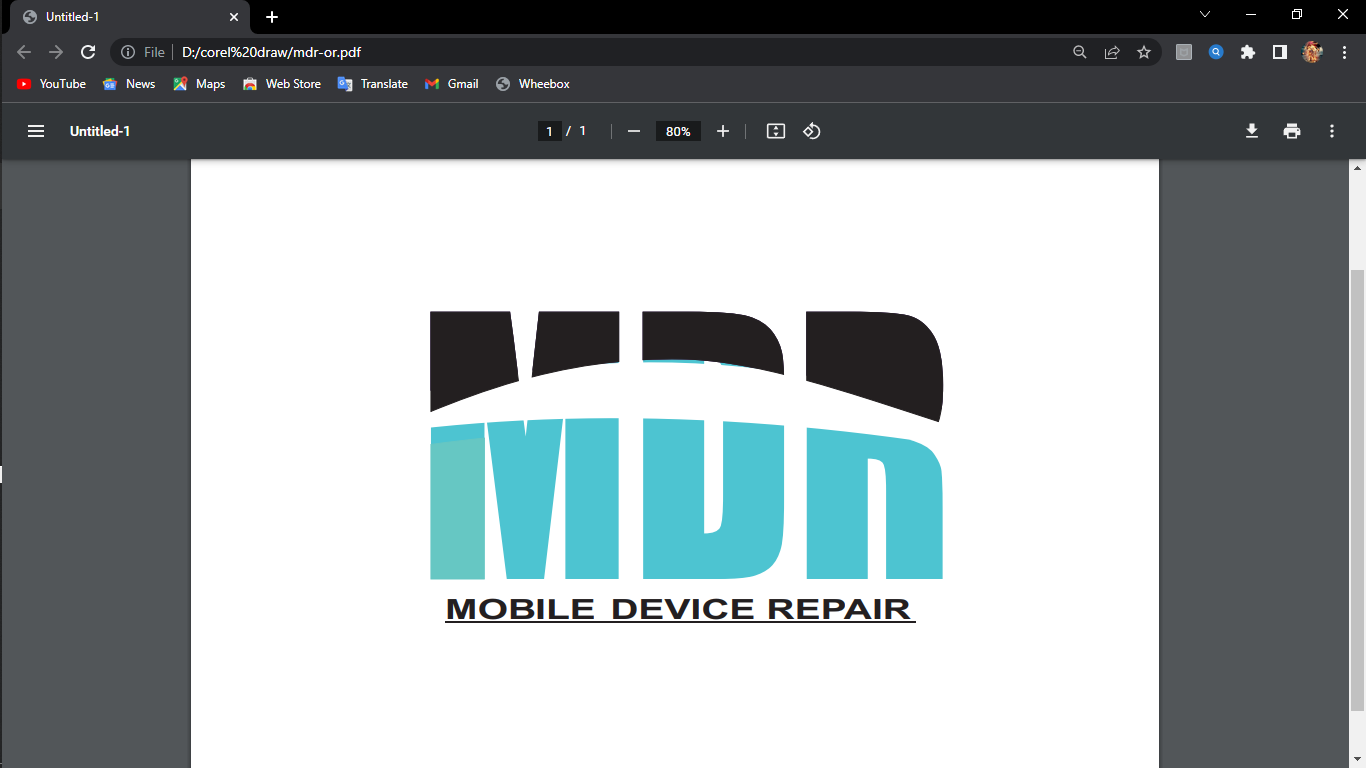 Untitled-1
File D:/corel%20draw/mdr-or.pdf
YouTube News Maps Web Store Translate Gmail Wheebox
Untitled-1 1 / 1 80%
MDR
MOBILE DEVICE REPAIR